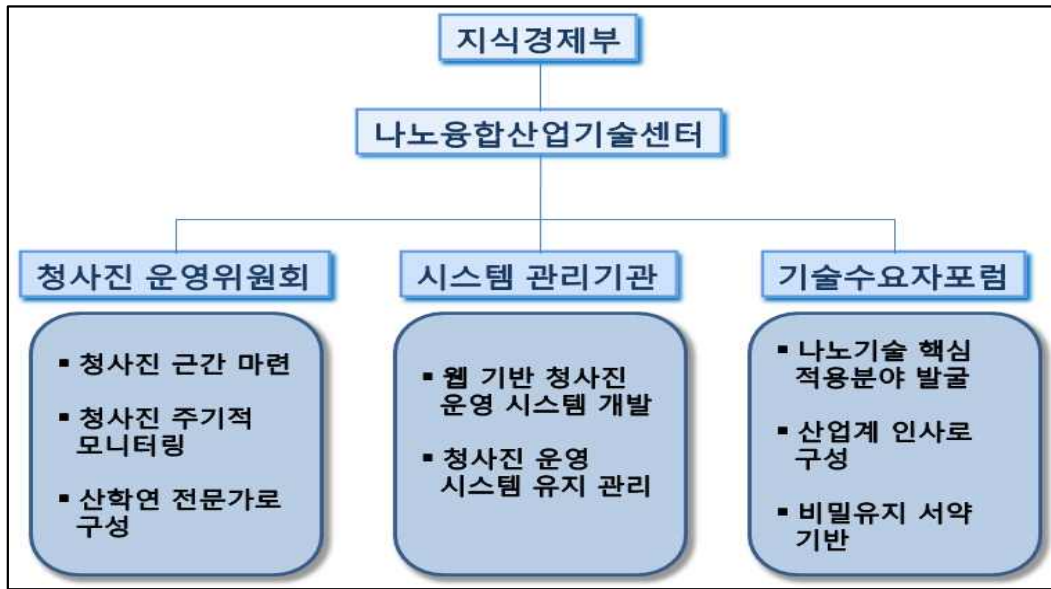 지식경제부
나노융합산업기술센터
청사진 운영위원회
▪ 청사진 근간 마련
▪ 청사진 주기적
모니터링
▪ 산학연 전문가로
구성
시스템 관리기관
▪ 웹 기반 청사진
운영 시스템 개발
▪ 청사진 운영
시스템 유지 관리
기술수요자포럼
▪ 나노기술 핵심
적용분야 발굴
▪ 산업계 인사로
구성
▪ 비밀유지 서약
기반